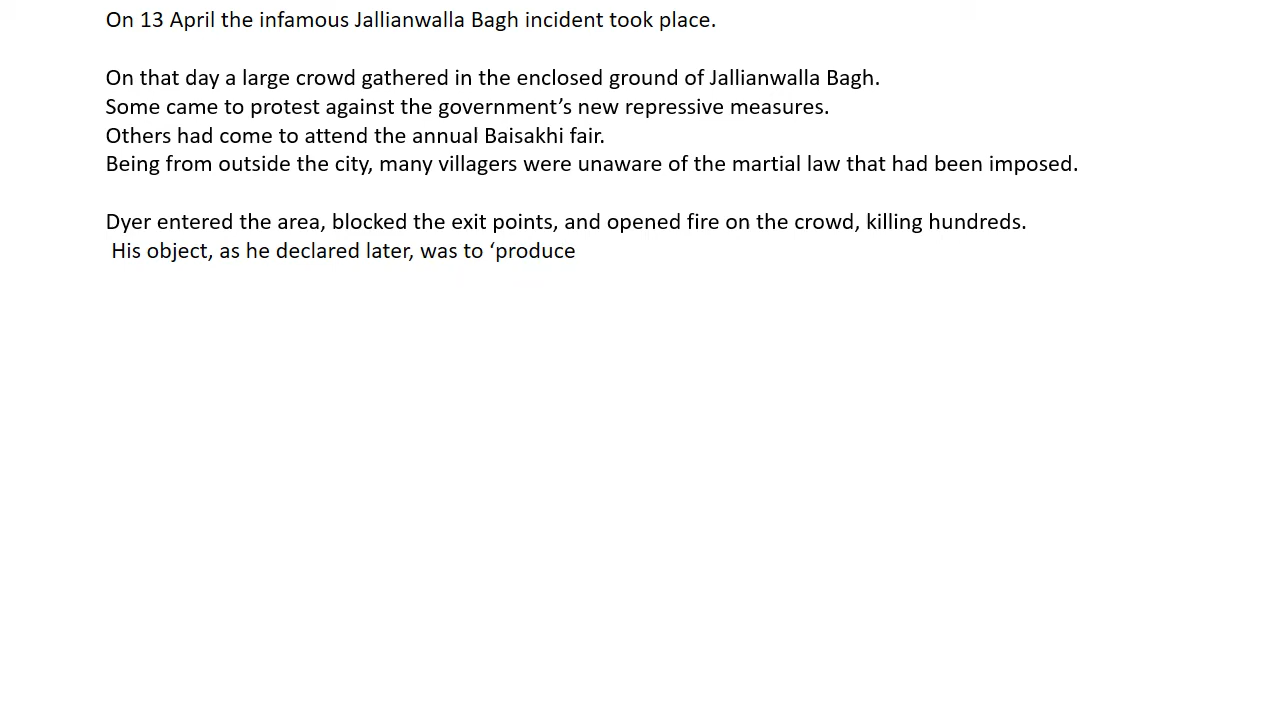 On 13 April the infamous Jallianwalla Bagh incident took place.
On that day a large crowd gathered in the enclosed ground of Jallianwalla Bagh.
Some came to protest against the government’s new repressive measures.
Others had come to attend the annual Baisakhi fair.
Being from outside the city, many villagers were unaware of the martial law that had been imposed.
Dyer entered the area, blocked the exit points, and opened fire on the crowd, killing hundreds.
His object, as he declared later, was to ‘produce